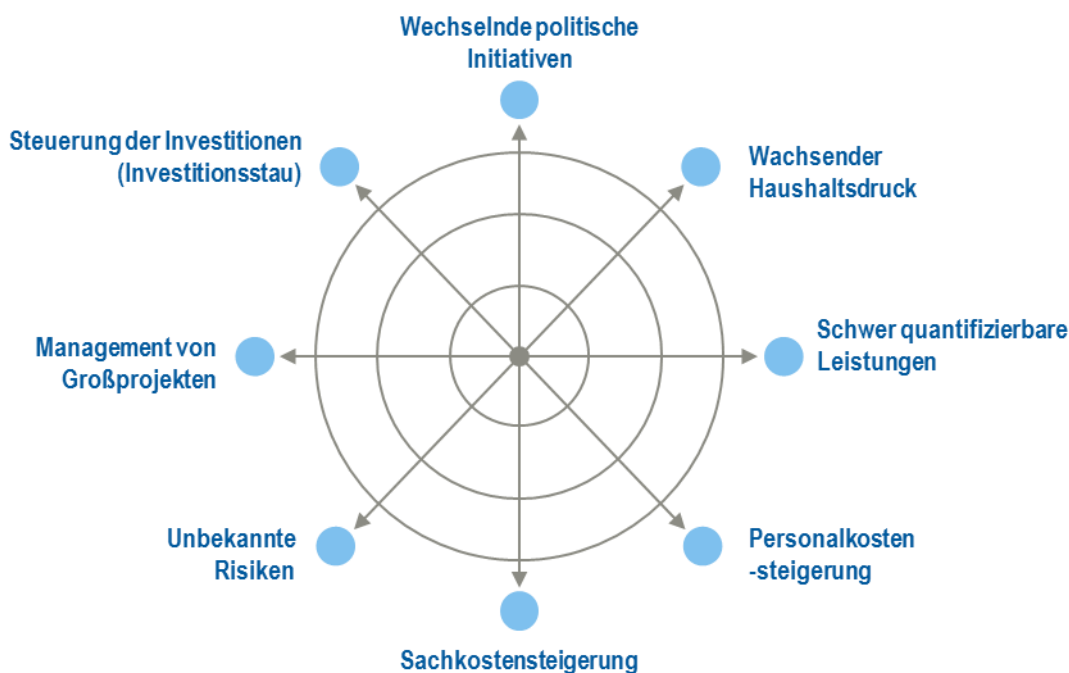 Wechselnde politische
Initiativen
Steuerung der Investitionen
(Investitionsstau)
Wachsender
Haushaltsdruck
Management von
Großprojekten
Schwer quantifizierbare
Leistungen
Unbekannte
Risiken
Personalkosten
-steigerung
Sachkostensteigerung